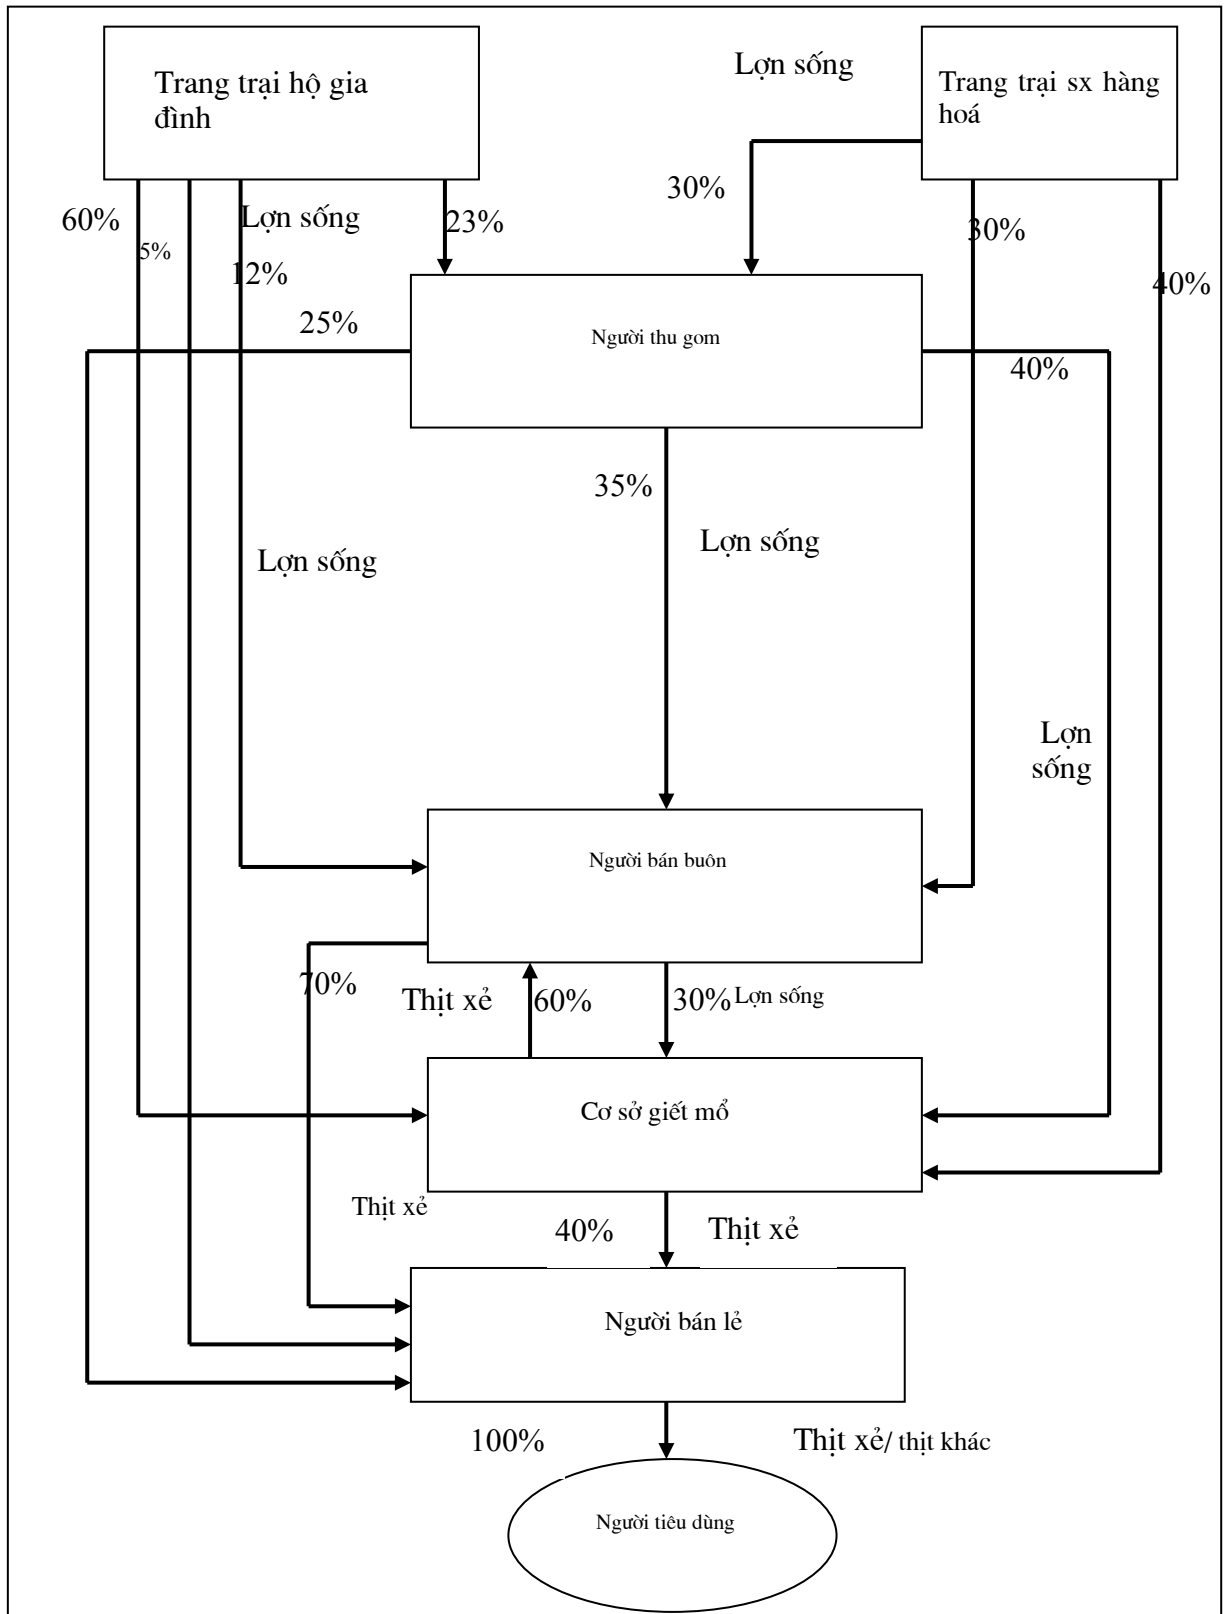 Trang trại hộ gia
đình
Lợn sống
Trang trại sx hàng
hoá
60%
5%
Lợn sống
12%
23%
30%
30%
40%
25%
Người thu gom
40%
35%
Lợn sống
Lợn sống
Lợn
sống
Người bán buôn
70%
Thịt xẻ
60%
30%
Lợn sống
Cơ sở giết mổ
Thịt xẻ
40%
Thịt xẻ
Người bán lẻ
100%
Thịt xẻ/ thịt khác
Người tiêu dùng